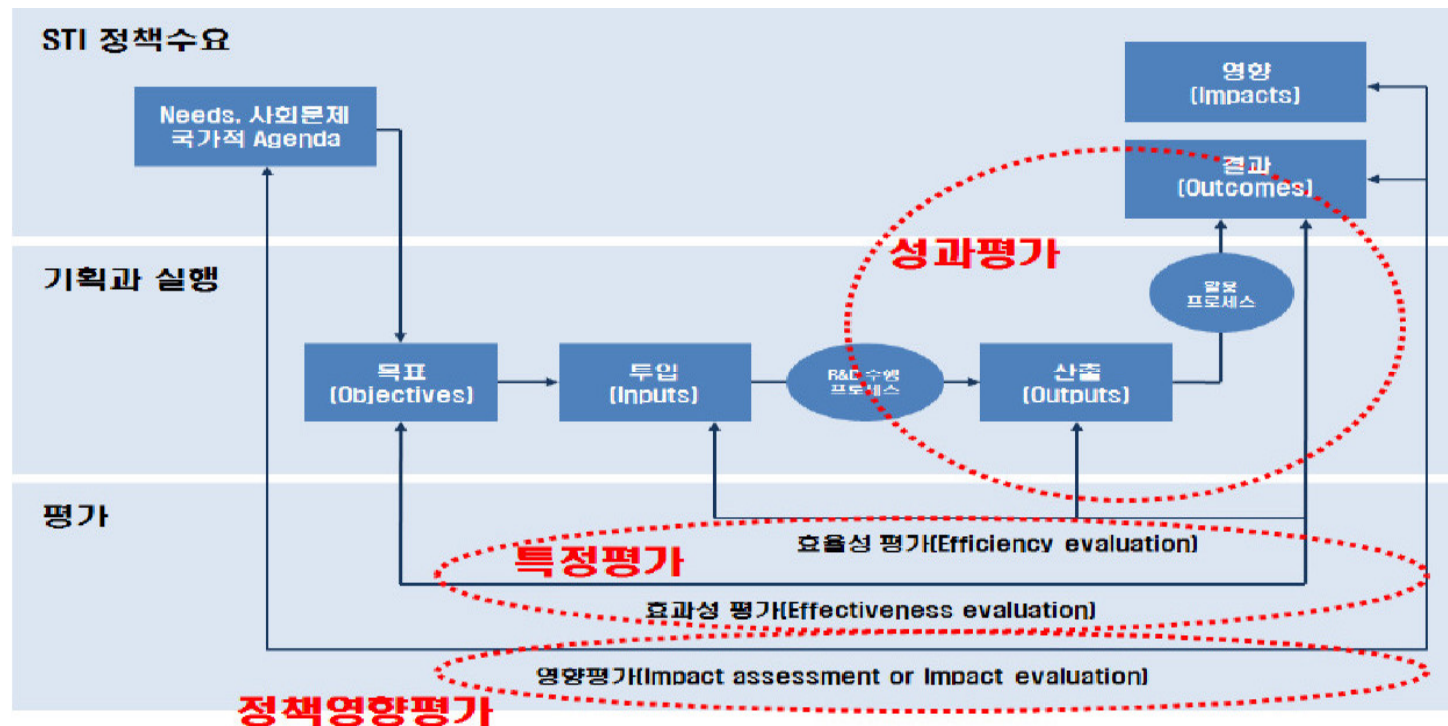 STI 정책수요
영향
(Impacts)
Needs. 사회문제
국가적 Agenda
결과
(Outcomes)
성과평가
기획과 실행
활용
프로세스
목표
(Objectives)
투입
(Inputs)
R&D 수행
프로세스
산출
(Outputs)
평가
효율성 평가(Efficiency evaluation)
특정평가
효과성 평가(Effectiveness evaluation)
영향평가(Impact assessment or Impact evaluation)
정책영향평가